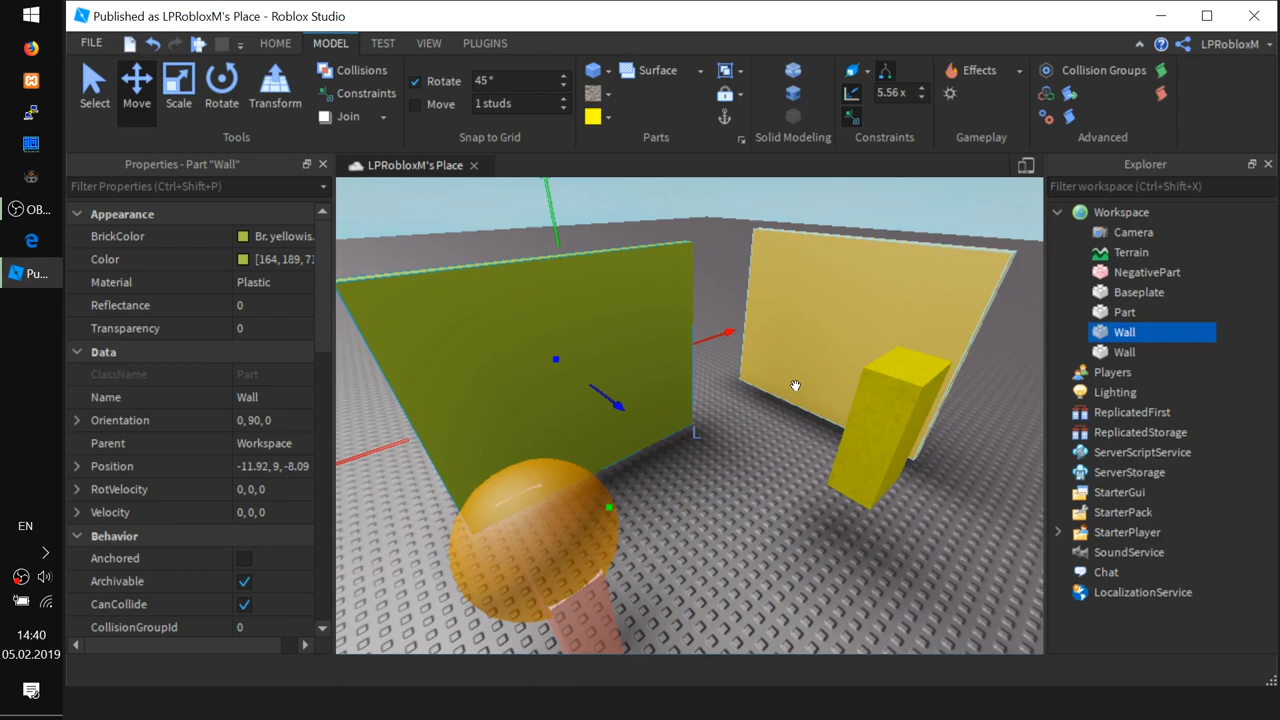 Published as LPRobloxM's Place - Roblox Studio
FILE HOME MODEL TEST VIEW PLUGINS LPRobloxM
Select Move Scale Rotate Transform
Collisions
Constraints
Join
Tools
Rotate 45°
Move 1 studs
Snap to Grid
Surface
Parts
Solid Modeling
5.56 x
Constraints
Effects
Gameplay
Collision Groups
Advanced
Properties - Part "Wall"
Filter Properties (Ctrl+Shift+P)
Appearance
BrickColor Br. yellowis.
Color [164, 189, 71
Material Plastic
Reflectance 0
Transparency 0
Data
ClassName Part
Name Wall
Orientation 0, 90, 0
Parent Workspace
Position -11.92, 9, -8.09
RotVelocity 0, 0, 0
Velocity 0, 0, 0
Behavior
Anchored
Archivable
CanCollide
CollisionGroupId 0
LPRobloxM's Place
L
Explorer
Filter workspace (Ctrl+Shift+X)
Workspace
Camera
Terrain
NegativePart
Baseplate
Part
Wall
Wall
Players
Lighting
ReplicatedFirst
ReplicatedStorage
ServerScriptService
ServerStorage
StarterGui
StarterPack
StarterPlayer
SoundService
Chat
LocalizationService
OB...
Pu...
EN
14:40
05.02.2019